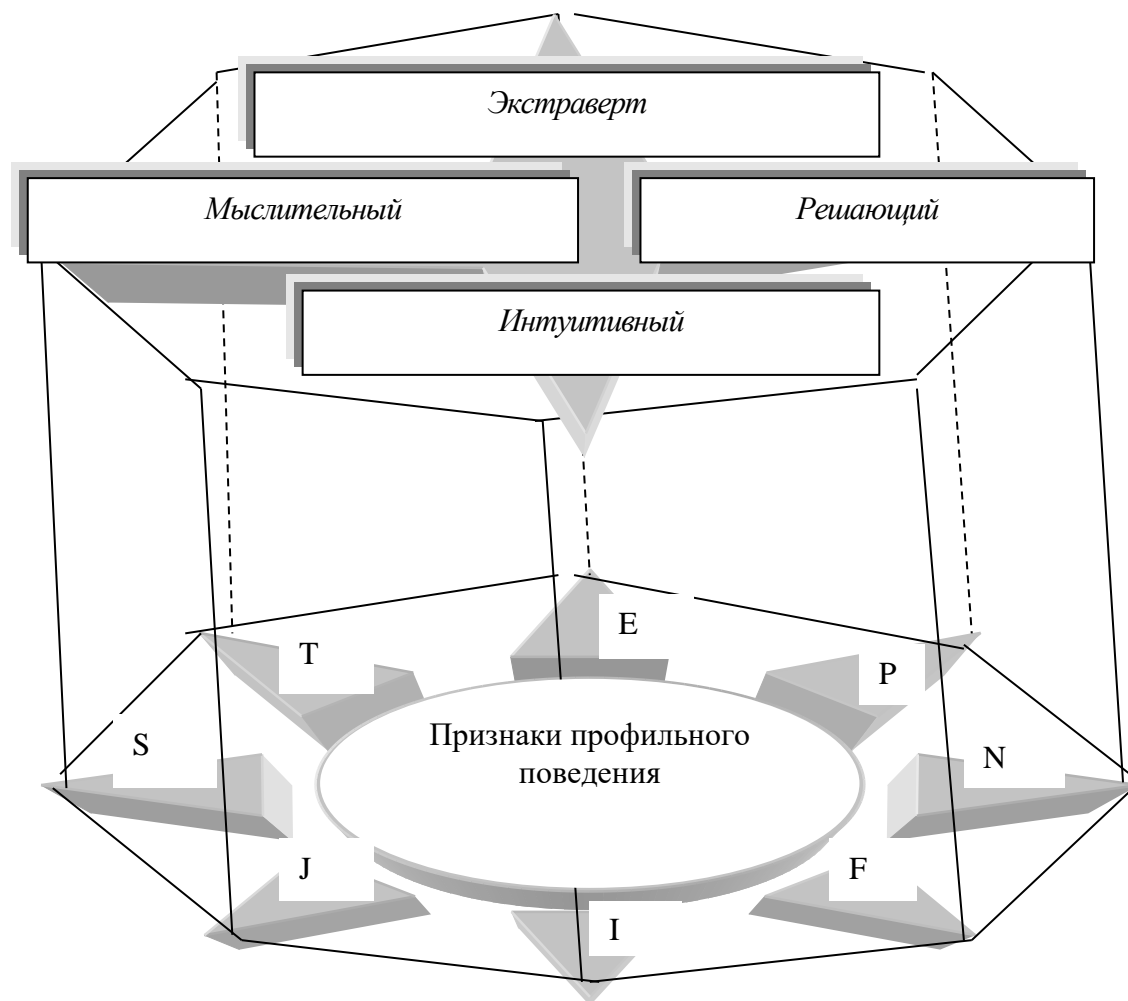 Экстраверт
Мыслительный
Решающий
Интуитивный
E
T
P
S
Признаки профильного
поведения
N
J
F
I